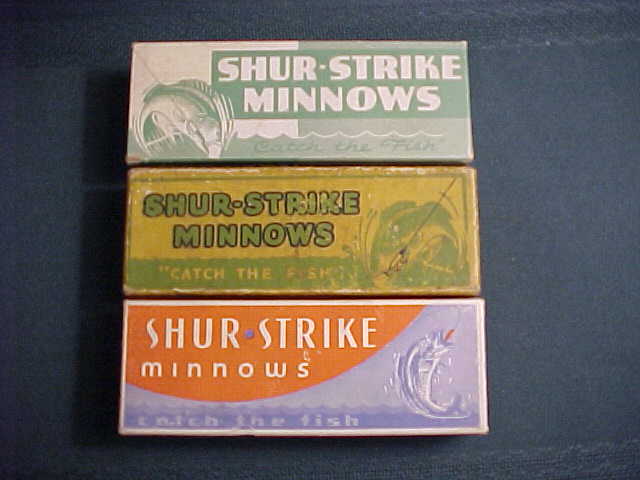 SHUR-STRIKE
MINNOWS
Catch the "Fish"
SHUR-STRIKE
MINNOWS
"CATCH THE FISH"
SHUR•STRIKE
minnows
catch the fish